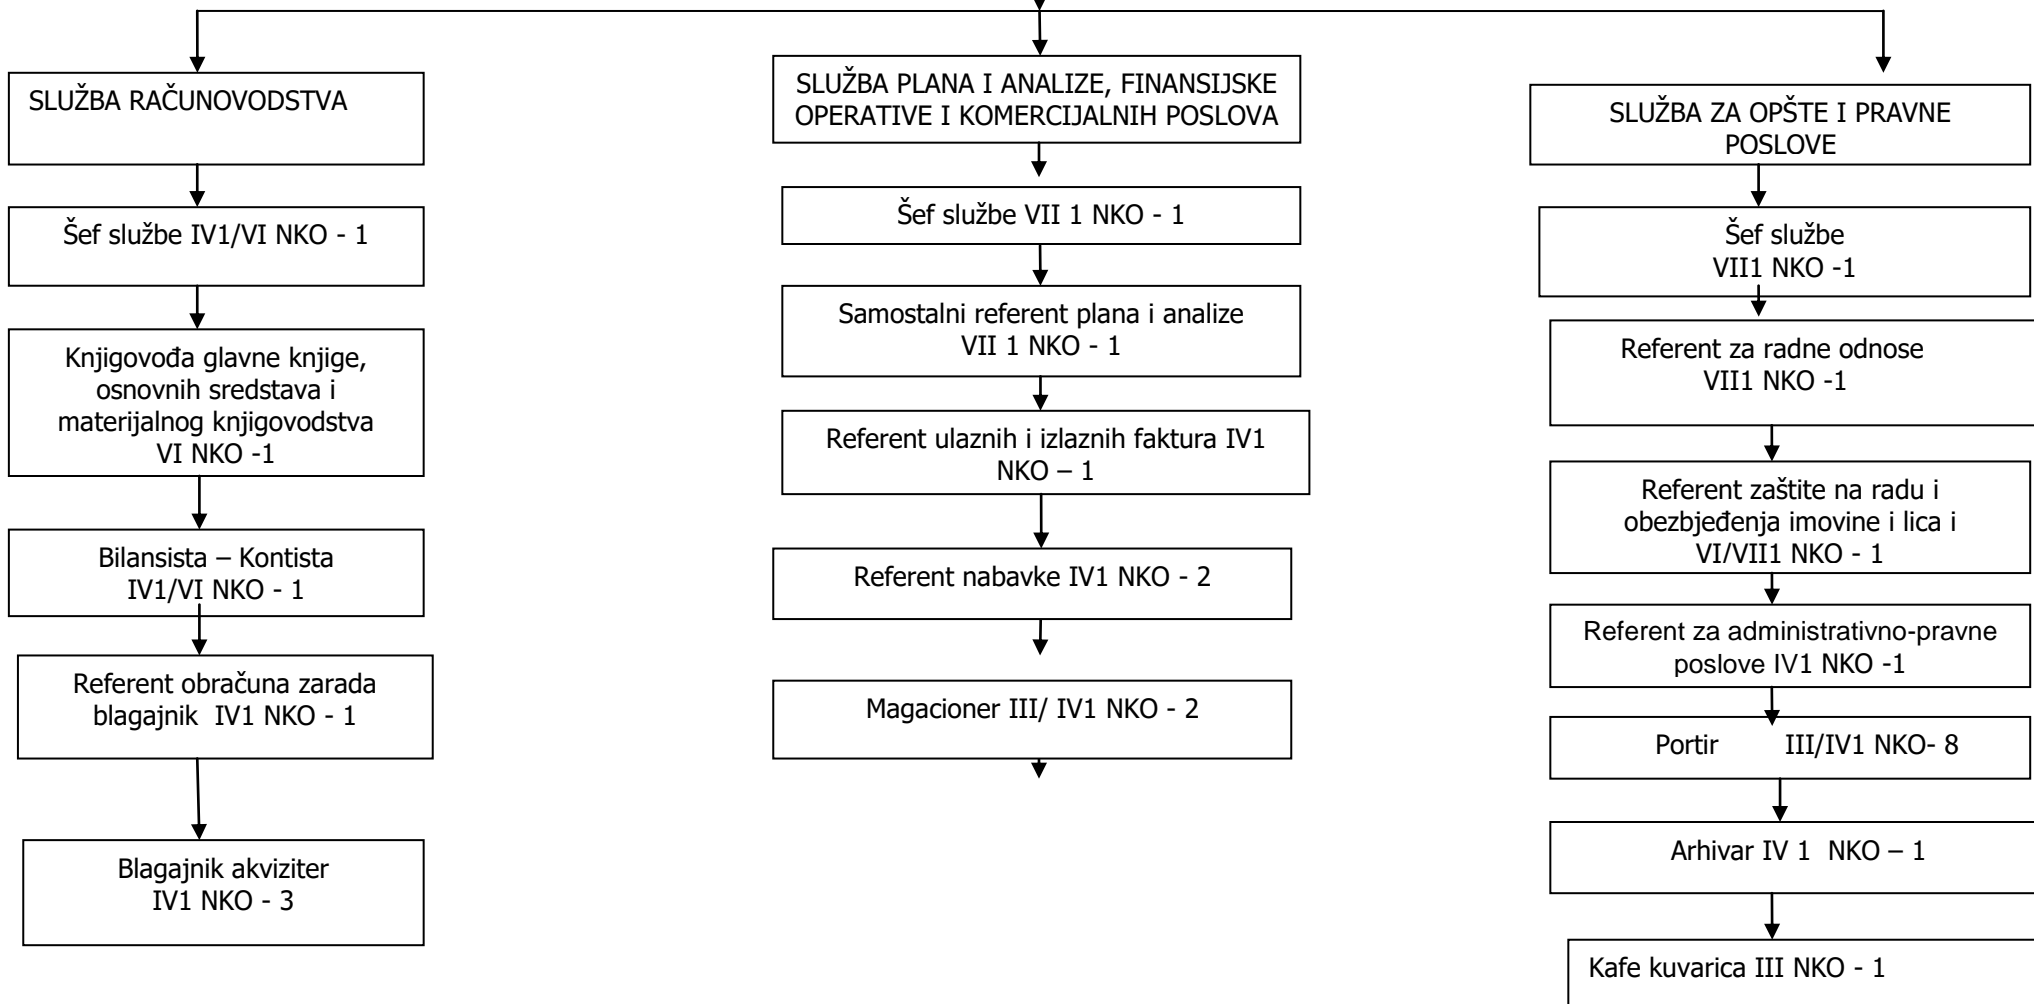 SLUŽBA RAČUNOVODSTVA
Šef službe IV1/VI NKO - 1
Knjigovođa glavne knjige,
osnovnih sredstava i
materijalnog knjigovodstva
VI NKO -1
Bilansista – Kontista
IV1/VI NKO - 1
Referent obračuna zarada
blagajnik  IV1 NKO - 1
Blagajnik akviziter
IV1 NKO - 3
SLUŽBA PLANA I ANALIZE, FINANSIJSKE
OPERATIVE I KOMERCIJALNIH POSLOVA
Šef službe VII 1 NKO - 1
Samostalni referent plana i analize
VII 1 NKO - 1
Referent ulaznih i izlaznih faktura IV1
NKO – 1
Referent nabavke IV1 NKO - 2
Magacioner III/ IV1 NKO - 2
SLUŽBA ZA OPŠTE I PRAVNE
POSLOVE
Šef službe
VII1 NKO -1
Referent za radne odnose
VII1 NKO -1
Referent zaštite na radu i
obezbjeđenja imovine i lica i
VI/VII1 NKO - 1
Referent za administrativno-pravne
poslove IV1 NKO -1
Portir III/IV1 NKO- 8
Arhivar IV 1  NKO – 1
Kafe kuvarica III NKO - 1